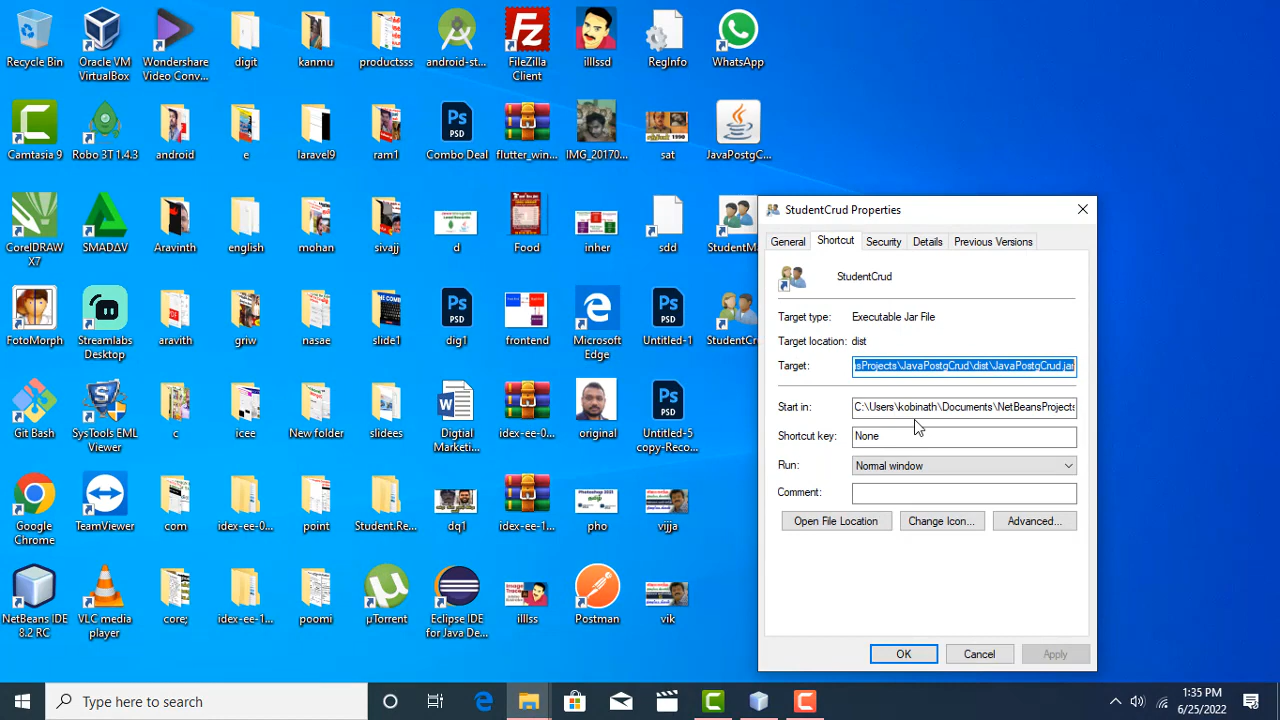 Recycle Bin
Oracle VM
VirtualBox
Wondershare
Video Conv...
digit
kanmu
productsss
android-st...
FileZilla
Client
illlssd
RegInfo
WhatsApp
Camtasia 9
Robo 3T 1.4.3
android
e
laravel9
ram1
Combo Deal
flutter_win...
IMG_20170...
sat
JavaPostgC...
CorelDRAW
X7
SMADΔV
Aravinth
english
mohan
sivajj
d
Food
inher
sdd
StudentMa
FotoMorph
Streamlabs
Desktop
aravith
griw
nasae
slide1
dig1
frontend
Microsoft
Edge
Untitled-1
StudentCr
Git Bash
SysTools EML
Viewer
c
icee
New folder
slidees
Digtial
Marketi...
idex-ee-0...
original
Untitled-5
copy-Reco...
Google
Chrome
TeamViewer
com
idex-ee-0...
point
Student.Re...
dq1
idex-ee-1...
pho
vijja
NetBeans IDE
8.2 RC
VLC media
player
core;
idex-ee-1...
poomi
µTorrent
Eclipse IDE
for Java De...
illlss
Postman
vik
StudentCrud Properties
General
Shortcut
Security
Details
Previous Versions
StudentCrud
Target type:
Executable Jar File
Target location:
dist
Target:
nsProjects\JavaPostgCrud\dist\JavaPostgCrud.jar
Start in:
C:\Users\kobinath\Documents\NetBeansProjects
Shortcut key:
None
Run:
Normal window
Comment:
Open File Location
Change Icon...
Advanced...
OK
Cancel
Apply
Type here to search
1:35 PM
6/25/2022